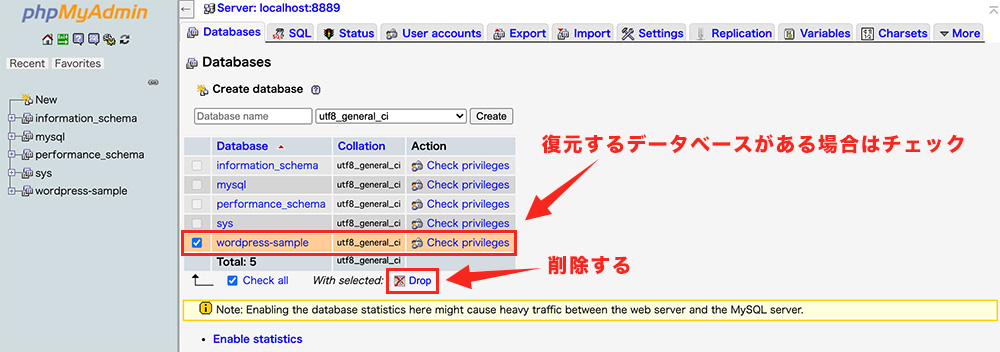 phpMyAdmin
Recent Favorites
New
information_schema
mysql
performance_schema
sys
wordpress-sample
Server: localhost:8889
Databases SQL Status User accounts Export Import Settings Replication Variables Charsets More
Databases
Create database
Database name utf8_general_ci Create
Database Collation Action
information_schema utf8_general_ci Check privileges
mysql utf8_general_ci Check privileges
performance_schema utf8_general_ci Check privileges
sys utf8_general_ci Check privileges
wordpress-sample utf8_general_ci Check privileges
Total: 5 utf8_general_ci
Check all With selected: Drop
復元するデータベースがある場合はチェック
削除する
Note: Enabling the database statistics here might cause heavy traffic between the web server and the MySQL server.
Enable statistics